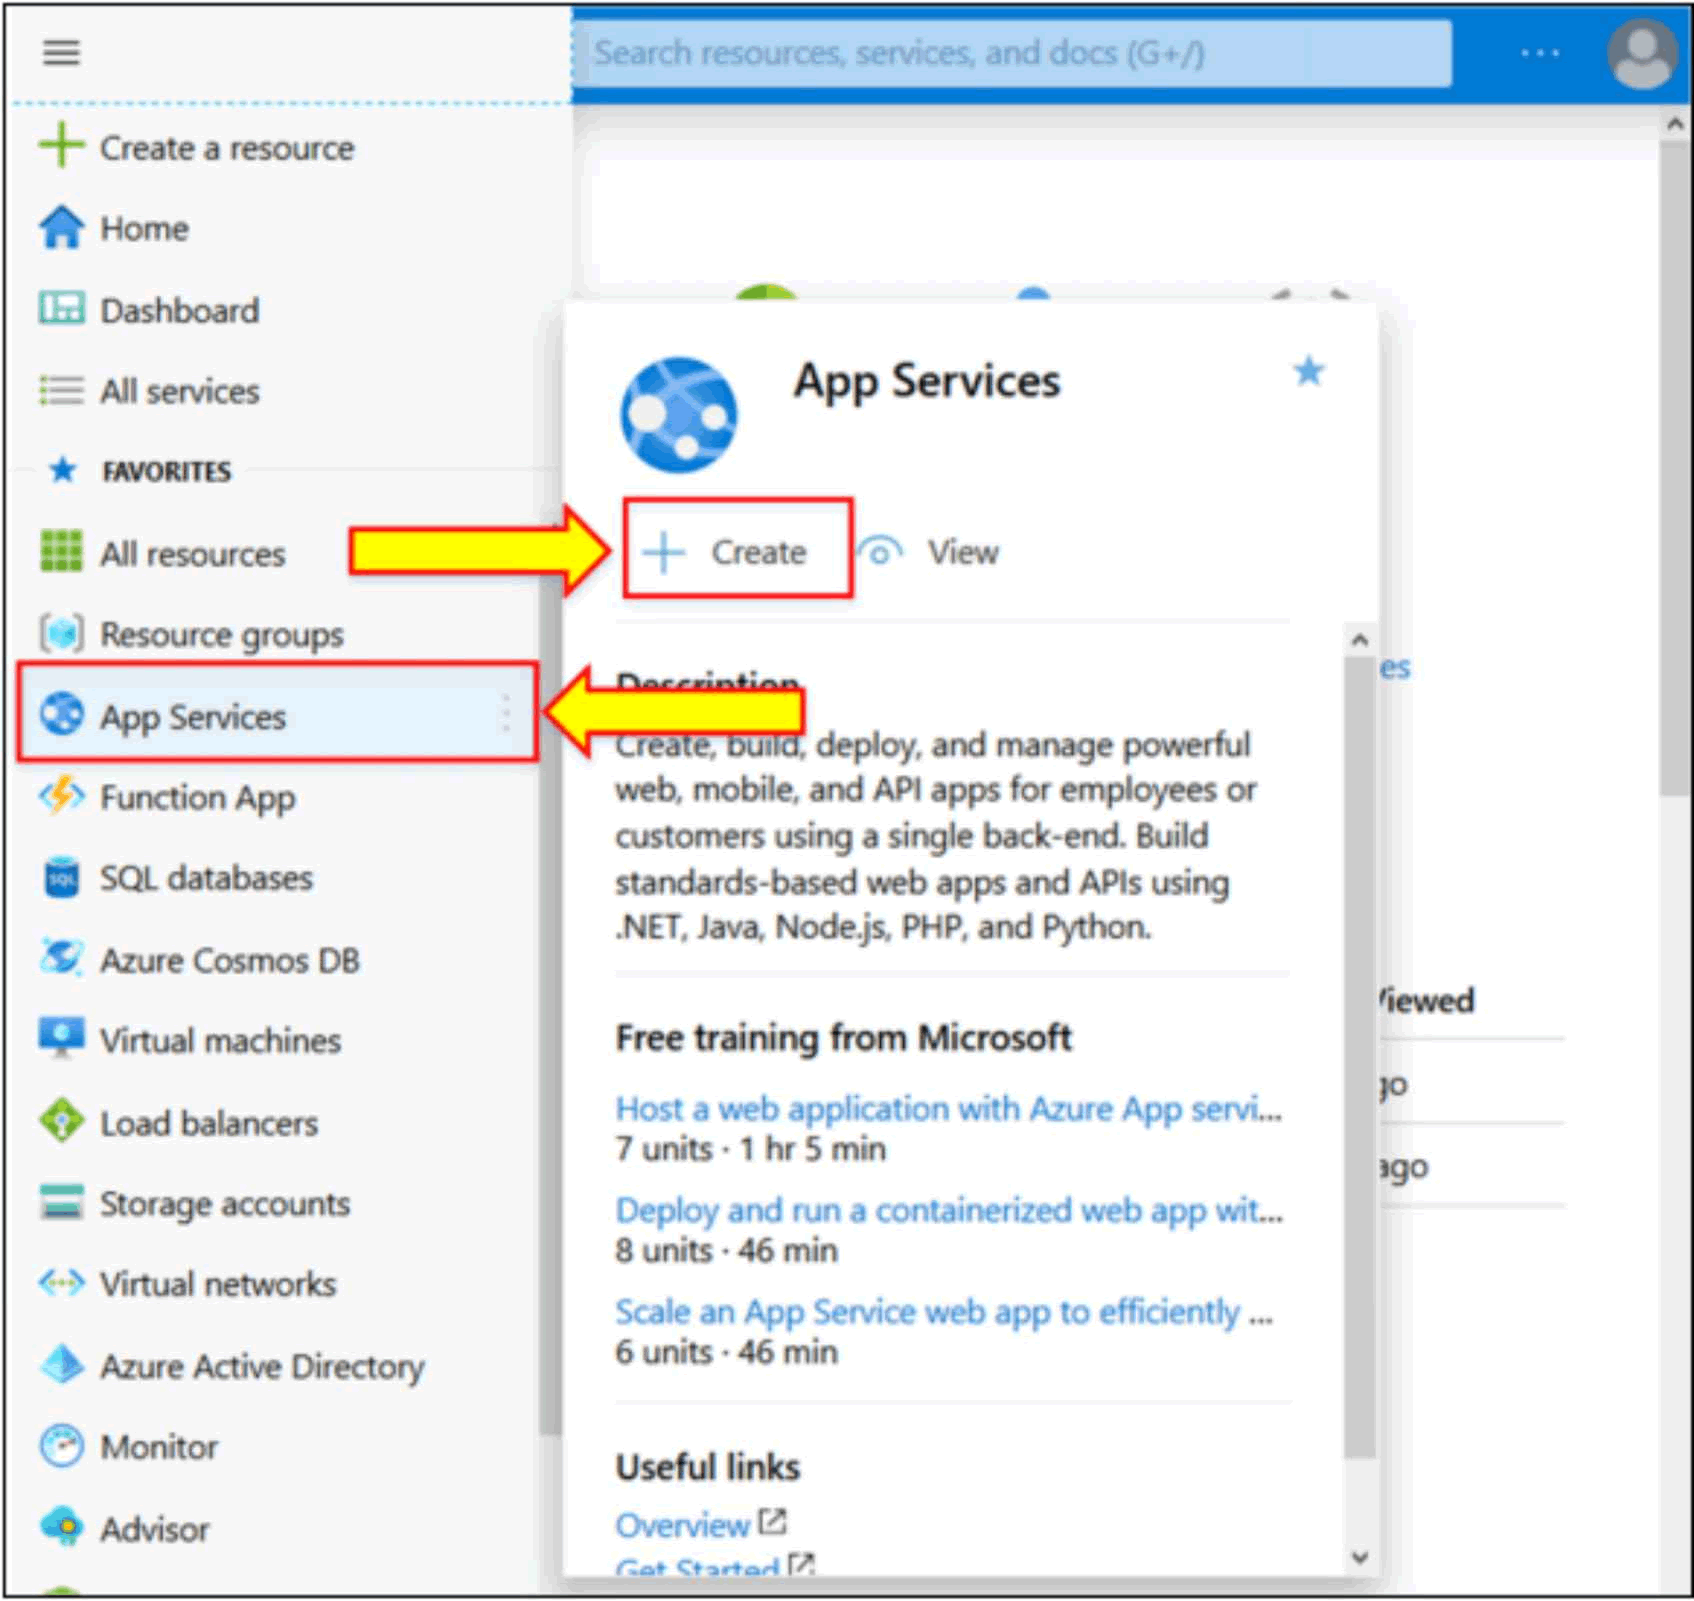 Search resources, services, and docs (G+/)
...
Create a resource
Home
Dashboard
All services
FAVORITES
All resources
Resource groups
App Services
Function App
SQL databases
SQL
Azure Cosmos DB
Virtual machines
Load balancers
Storage accounts
Virtual networks
Azure Active Directory
Monitor
Advisor
App Services
Create
View
Description
Create, build, deploy, and manage powerful
web, mobile, and API apps for employees or
customers using a single back-end. Build
standards-based web apps and APIs using
.NET, Java, Node.js, PHP, and Python.
Free training from Microsoft
Host a web application with Azure App servi...
7 units · 1 hr 5 min
Deploy and run a containerized web app wit...
8 units · 46 min
Scale an App Service web app to efficiently ...
6 units · 46 min
Useful links
Overview
Get Started
es
Viewed
go
ago